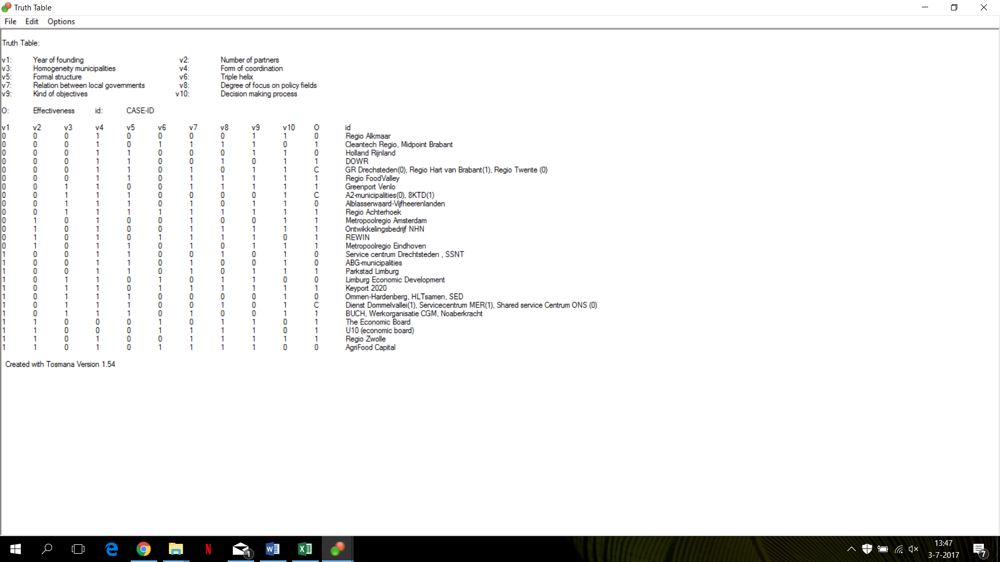 Truth Table
File Edit Options
Truth Table:
v1: Year of founding v2: Number of partners
v3: Homogeneity municipalities v4: Form of coordination
v5: Formal structure v6: Triple helix
v7: Relation between local governments v8: Degree of focus on policy fields
v9: Kind of objectives v10: Decision making process
O: Effectiveness id: CASE-ID
v1 v2 v3 v4 v5 v6 v7 v8 v9 v10 O id
0 0 0 1 0 0 0 0 1 1 0 Regio Alkmaar
0 0 0 1 0 1 1 1 1 0 1 Cleantech Regio, Midpoint Brabant
0 0 0 1 1 0 0 0 1 1 0 Holland Rijnland
0 0 0 1 1 0 0 1 0 1 1 DOWR
0 0 0 1 1 0 1 0 1 1 C GR Drechsteden(0), Regio Hart van Brabant(1), Regio Twente (0)
0 0 0 1 1 0 1 1 1 1 1 Regio FoodValley
0 0 1 1 0 0 1 1 1 1 1 Greenport Venlo
0 0 1 1 1 0 0 0 0 1 C A2-municipalities(0), 8KTD(1)
0 0 1 1 1 0 1 0 1 1 0 Alblasserwaard-Vijfheerenlanden
0 0 1 1 1 1 1 1 1 1 1 Regio Achterhoek
0 1 0 1 0 0 1 0 0 1 1 Metropoolregio Amsterdam
0 1 0 1 0 0 1 1 1 1 1 Ontwikkelingsbedrijf NHN
0 1 0 1 0 1 1 1 1 0 1 REWIN
0 1 0 1 1 0 1 0 1 1 1 Metropoolregio Eindhoven
1 0 0 1 1 0 0 1 0 1 0 Service centrum Drechtsteden , SSNT
1 0 0 1 1 0 1 0 0 1 0 ABG-municipalities
1 0 0 1 1 0 1 0 1 1 1 Parkstad Limburg
1 0 1 1 0 1 0 1 1 0 0 Limburg Economic Development
1 0 1 1 0 1 1 1 1 1 1 Keyport 2020
1 0 1 1 1 0 0 0 0 1 0 Ommen-Hardenberg, HLTsamen, SED
1 0 1 1 1 0 0 1 0 1 C Dienst Dommelvallei(1), Servicecentrum MER(1), Shared service Centrum ONS (0)
1 0 1 1 1 0 1 0 0 1 1 BUCH, Werkorganisatie CGM, Noaberkracht
1 1 0 0 0 1 0 1 1 0 1 The Economic Board
1 1 0 0 0 1 1 1 1 0 1 U10 (economic board)
1 1 0 1 0 0 1 1 1 1 1 Regio Zwolle
1 1 0 1 0 1 1 1 1 0 0 AgriFood Capital
Created with Tosmana Version 1.54
13:47
3-7-2017
1
7